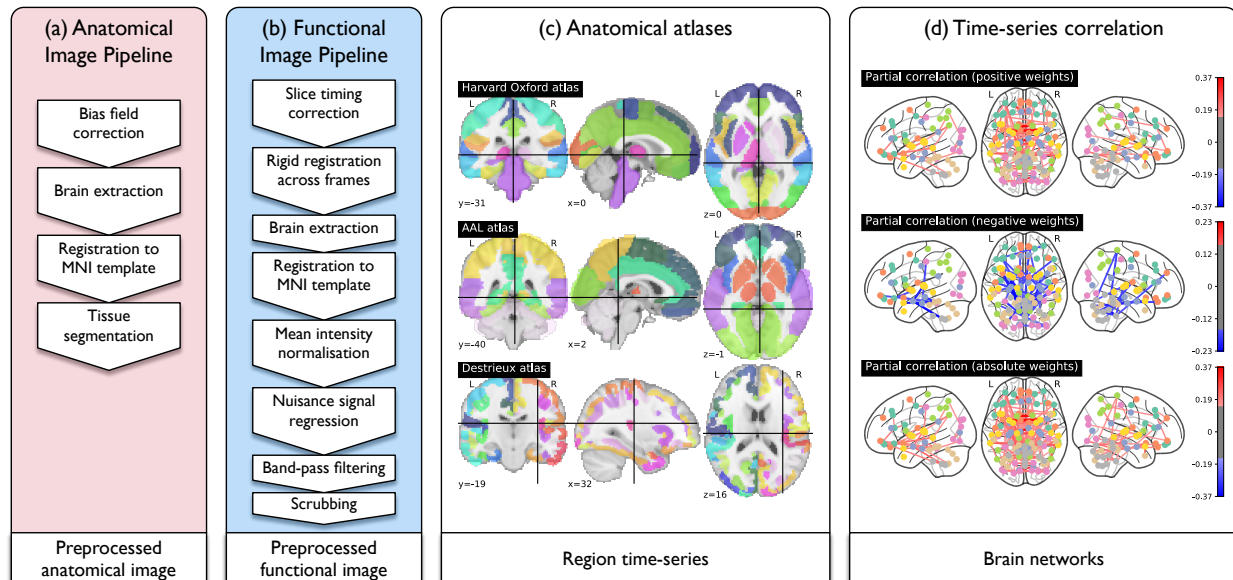 (a) Anatomical
Image Pipeline
Bias field
correction
Brain extraction
Registration to
MNI template
Tissue
segmentation
Preprocessed
anatomical image
(b) Functional
Image Pipeline
Slice timing
correction
Rigid registration
across frames
Brain extraction
Registration to
MNI template
Mean intensity
normalisation
Nuisance signal
regression
Band-pass filtering
Scrubbing
Preprocessed
functional image
(c) Anatomical atlases
Harvard Oxford atlas
L R L R
y=-31 x=0 z=0
AAL atlas
L R L R
y=-40 x=2 z=-1
Destrieux atlas
L R L R
y=-19 x=32 z=16
Region time-series
(d) Time-series correlation
Partial correlation (positive weights)
L R
0.37
0.19
0
-0.19
-0.37
Partial correlation (negative weights)
L R
0.23
0.12
0
-0.12
-0.23
Partial correlation (absolute weights)
L R
0.37
0.19
0
-0.19
-0.37
Brain networks